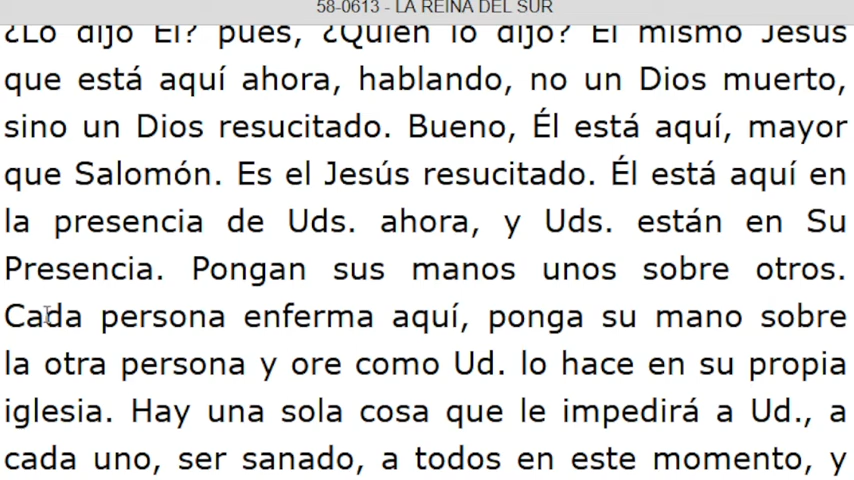 58-0613 - LA REINA DEL SUR
¿Lo dijo Él? pues, ¿Quién lo dijo? El mismo Jesús
que está aquí ahora, hablando, no un Dios muerto,
sino un Dios resucitado. Bueno, Él está aquí, mayor
que Salomón. Es el Jesús resucitado. Él está aquí en
la presencia de Uds. ahora, y Uds. están en Su
Presencia. Pongan sus manos unos sobre otros.
Cada persona enferma aquí, ponga su mano sobre
la otra persona y ore como Ud. lo hace en su propia
iglesia. Hay una sola cosa que le impedirá a Ud., a
cada uno, ser sanado, a todos en este momento, y